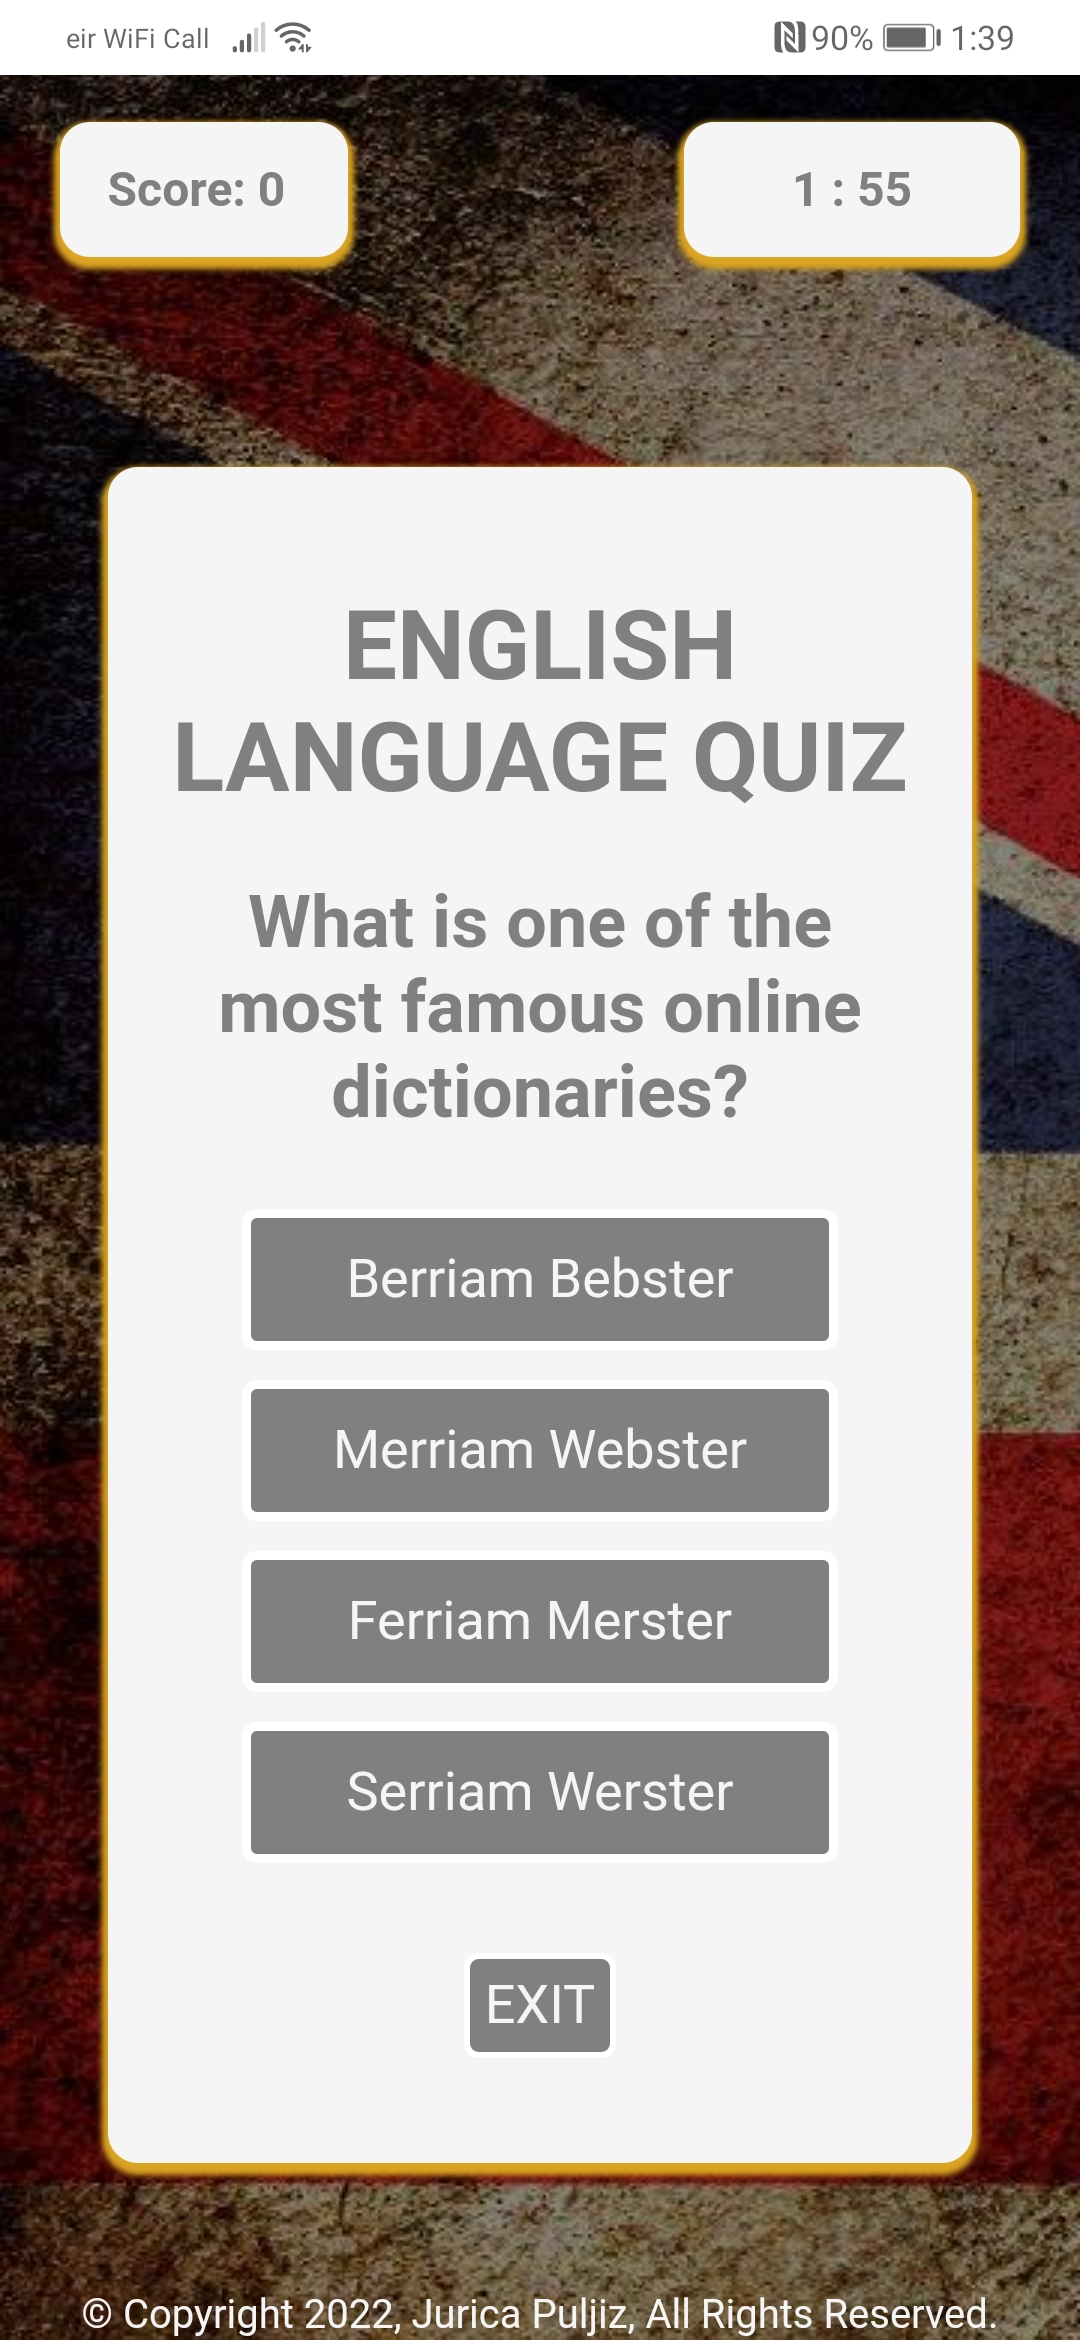 eir WiFi Call 90% 1:39
Score: 0 1 : 55
ENGLISH
LANGUAGE QUIZ
What is one of the
most famous online
dictionaries?
Berriam Bebster
Merriam Webster
Ferriam Merster
Serriam Werster
EXIT
© Copyright 2022, Jurica Puljiz, All Rights Reserved.